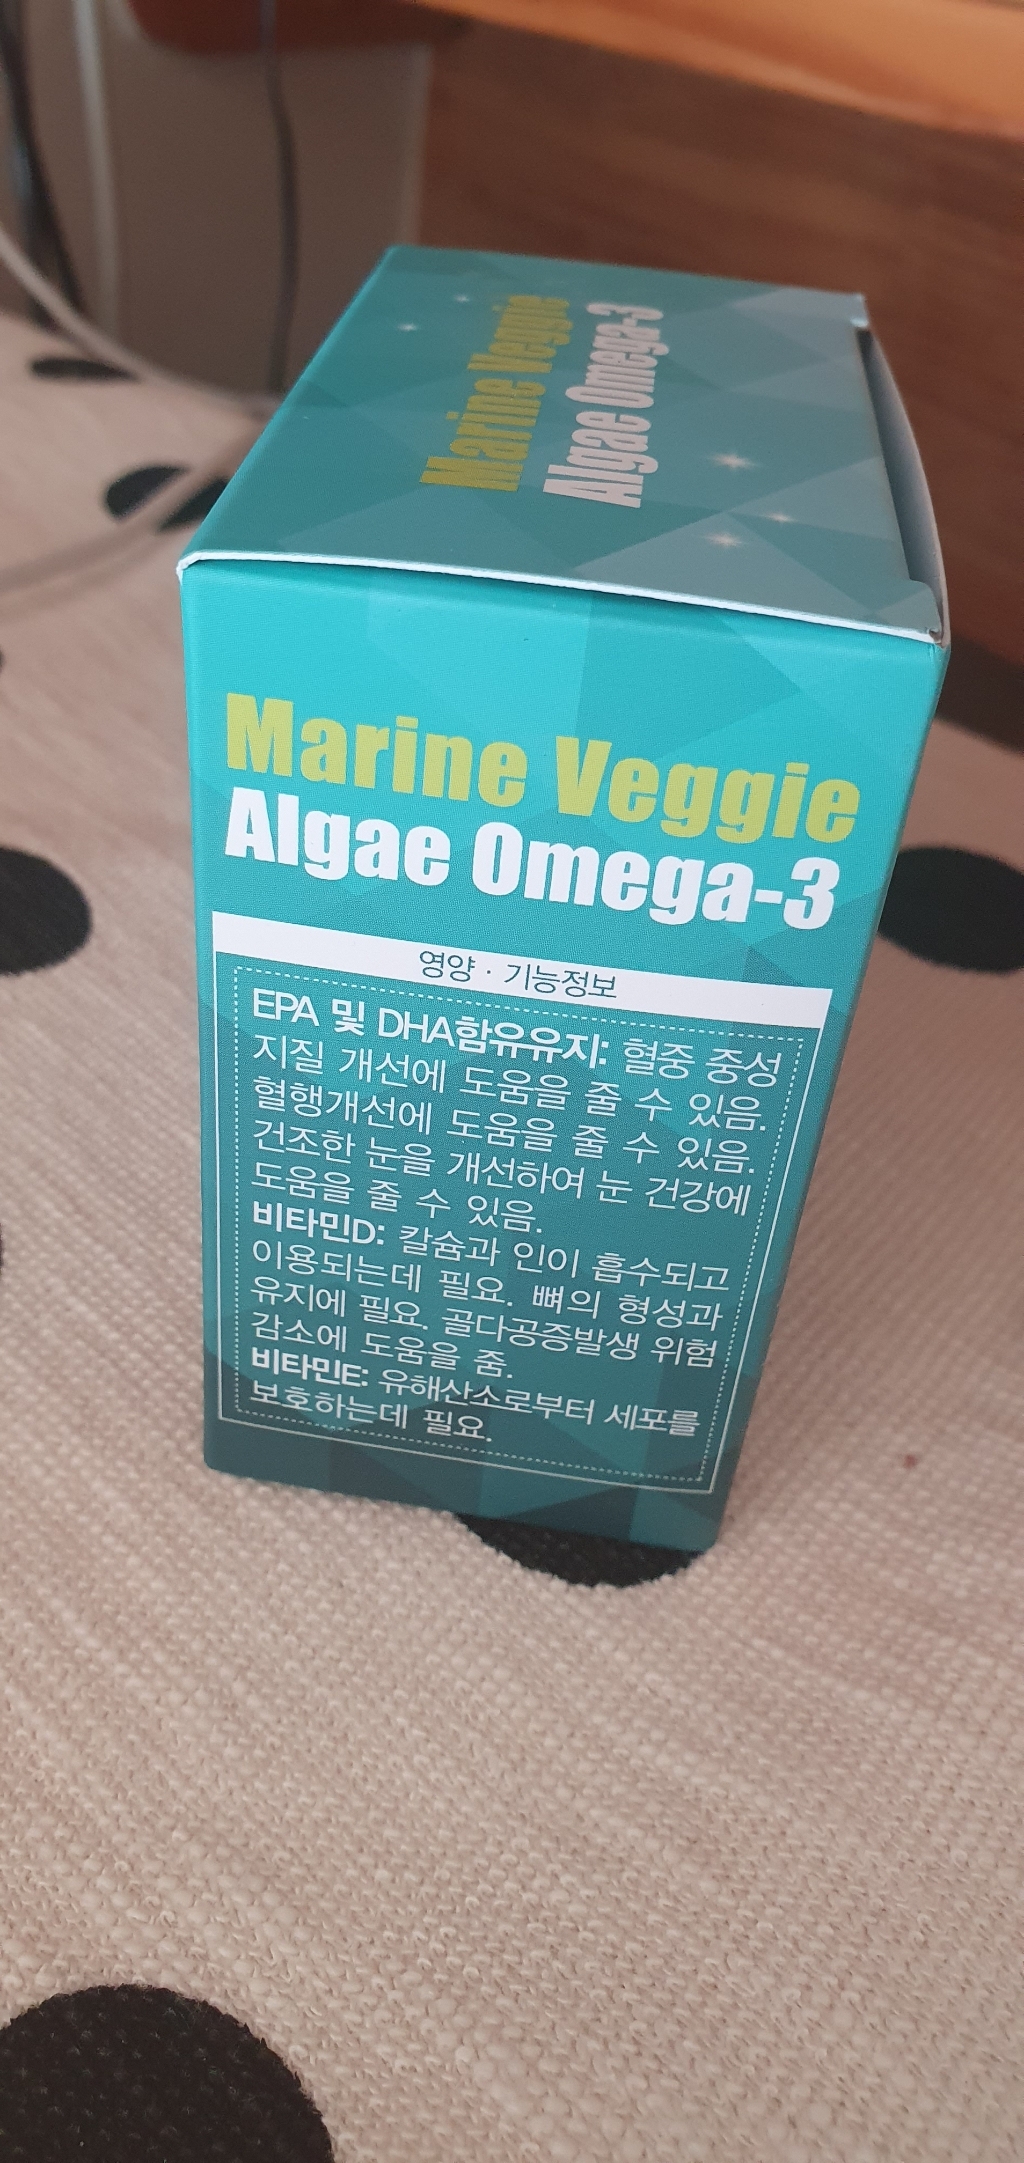 Marine Veggie
Algae Omega-3
Marine Veggie
Algae Omega-3
영양 · 기능정보
EPA 및 DHA함유유지: 혈중 중성
지질 개선에 도움을 줄 수 있음.
혈행개선에 도움을 줄 수 있음.
건조한 눈을 개선하여 눈 건강에
도움을 줄 수 있음.
비타민D: 칼슘과 인이 흡수되고
이용되는데 필요. 뼈의 형성과
유지에 필요. 골다공증발생 위험
감소에 도움을 줌.
비타민E: 유해산소로부터 세포를
보호하는데 필요.